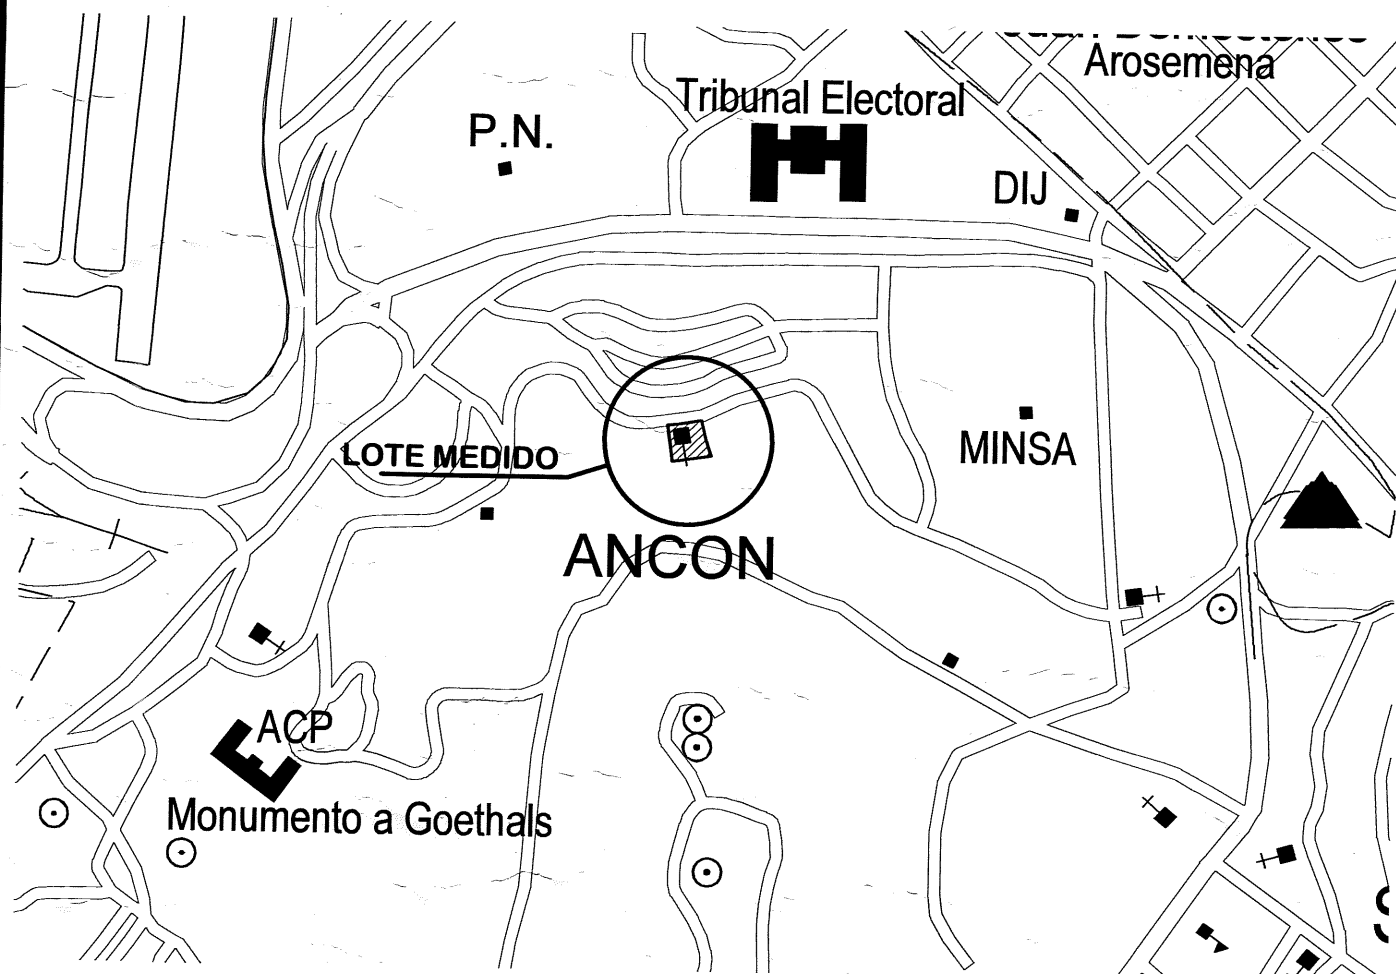 Arosemena
Tribunal Electoral
P.N.
DIJ
MINSA
LOTE MEDIDO
ANCON
ACP
Monumento a Goethals